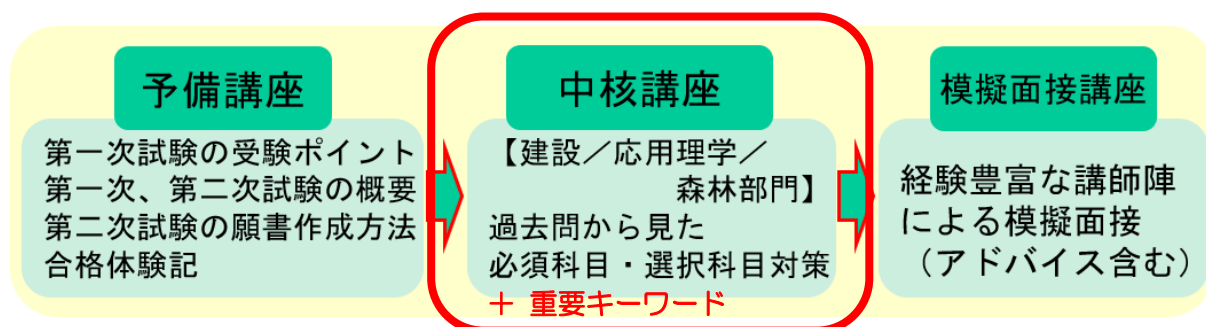 予備講座
第一次試験の受験ポイント
第一次、第二次試験の概要
第二次試験の願書作成方法
合格体験記
中核講座
【建設／応用理学／
森林部門】
過去問から見た
必須科目・選択科目対策
＋ 重要キーワード
模擬面接講座
経験豊富な講師陣
による模擬面接
（アドバイス含む）